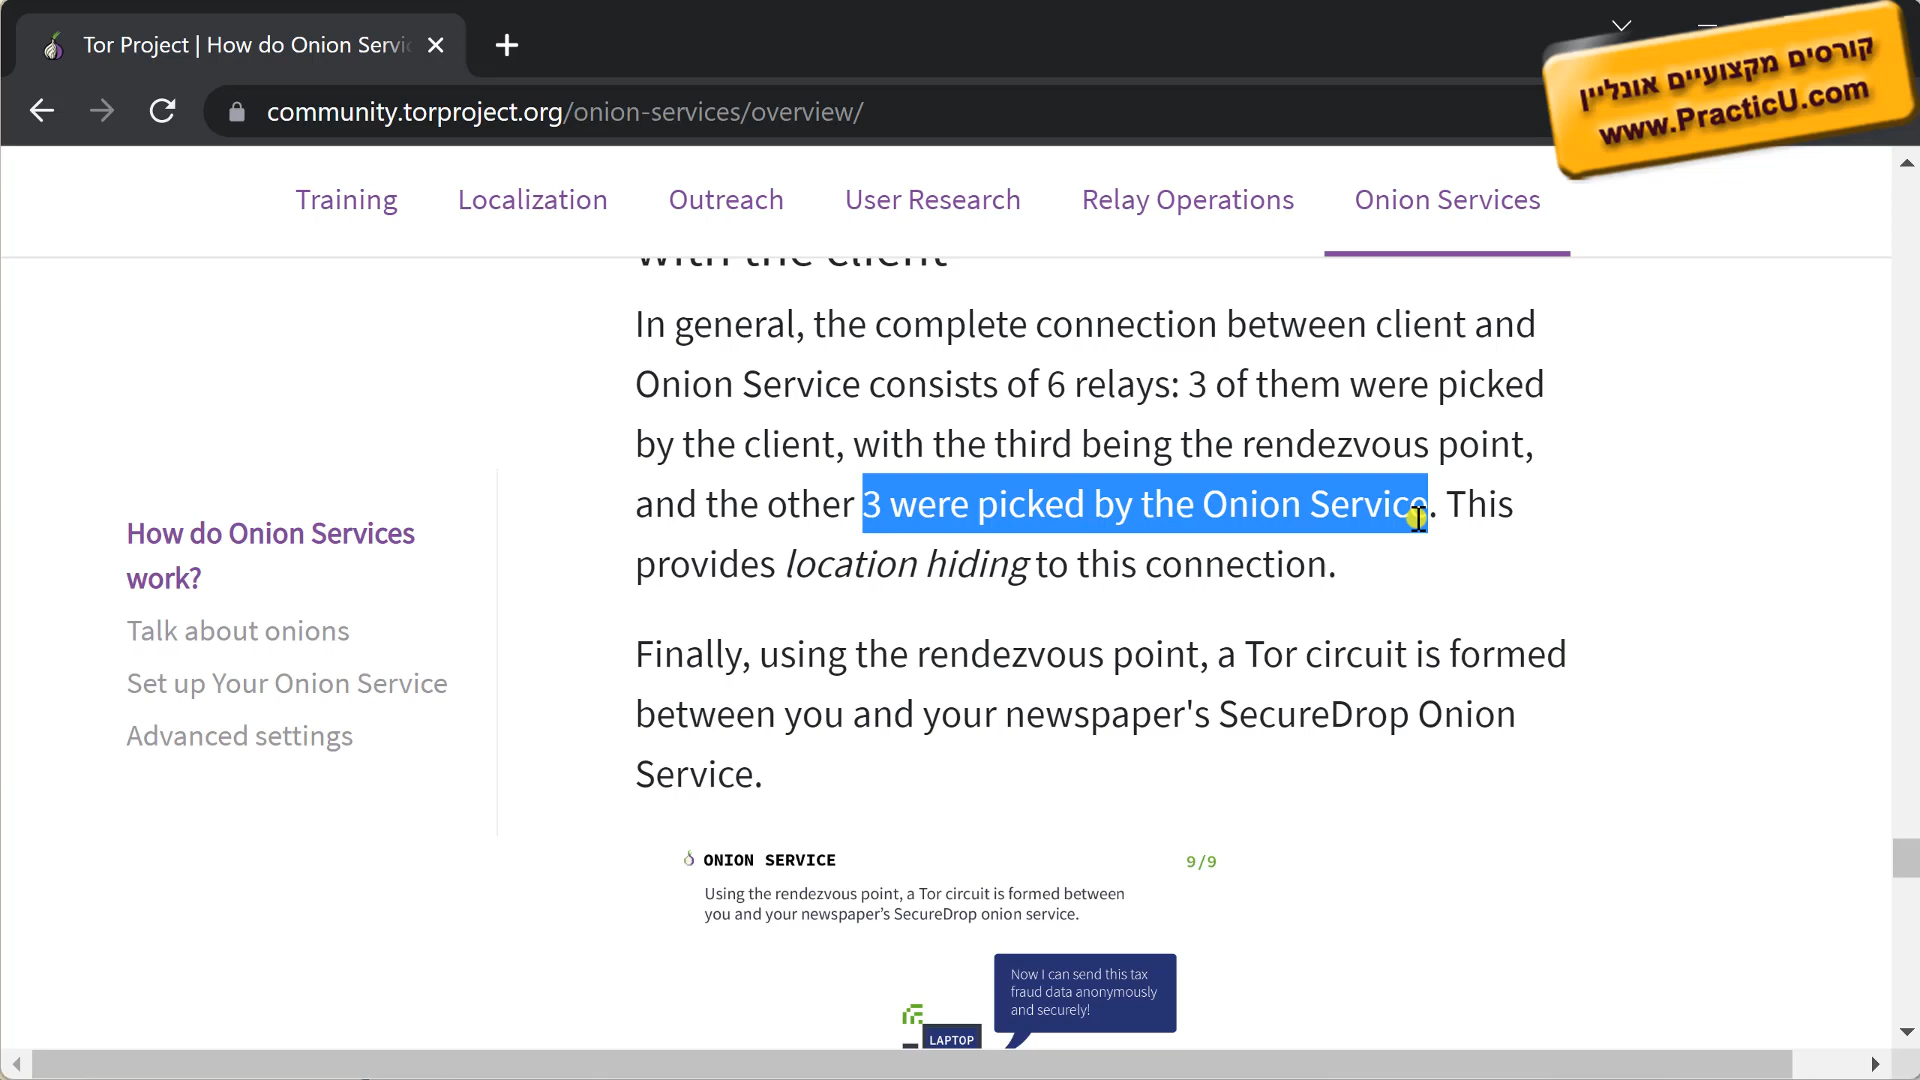 Tor Project | How do Onion Servic
קורסים מקצועיים אונליין
www.PracticU.com
community.torproject.org/onion-services/overview/
Training
Localization
Outreach
User Research
Relay Operations
Onion Services
with the client
In general, the complete connection between client and
Onion Service consists of 6 relays: 3 of them were picked
by the client, with the third being the rendezvous point,
and the other 3 were picked by the Onion Service. This
provides location hiding to this connection.
How do Onion Services
work?
Talk about onions
Set up Your Onion Service
Advanced settings
Finally, using the rendezvous point, a Tor circuit is formed
between you and your newspaper's SecureDrop Onion
Service.
ONION SERVICE
9/9
Using the rendezvous point, a Tor circuit is formed between
you and your newspaper’s SecureDrop onion service.
Now I can send this tax
fraud data anonymously
and securely!
LAPTOP